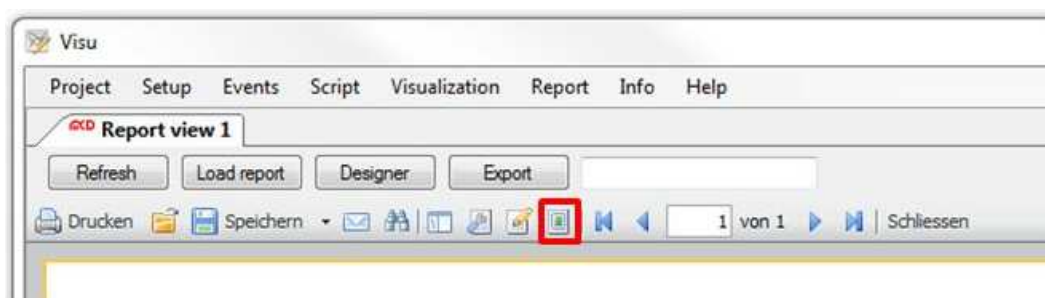 Visu
Project Setup Events Script Visualization Report Info Help
GXD Report view 1
Refresh Load report Designer Export
Drucken Speichern 1 von 1 Schliessen